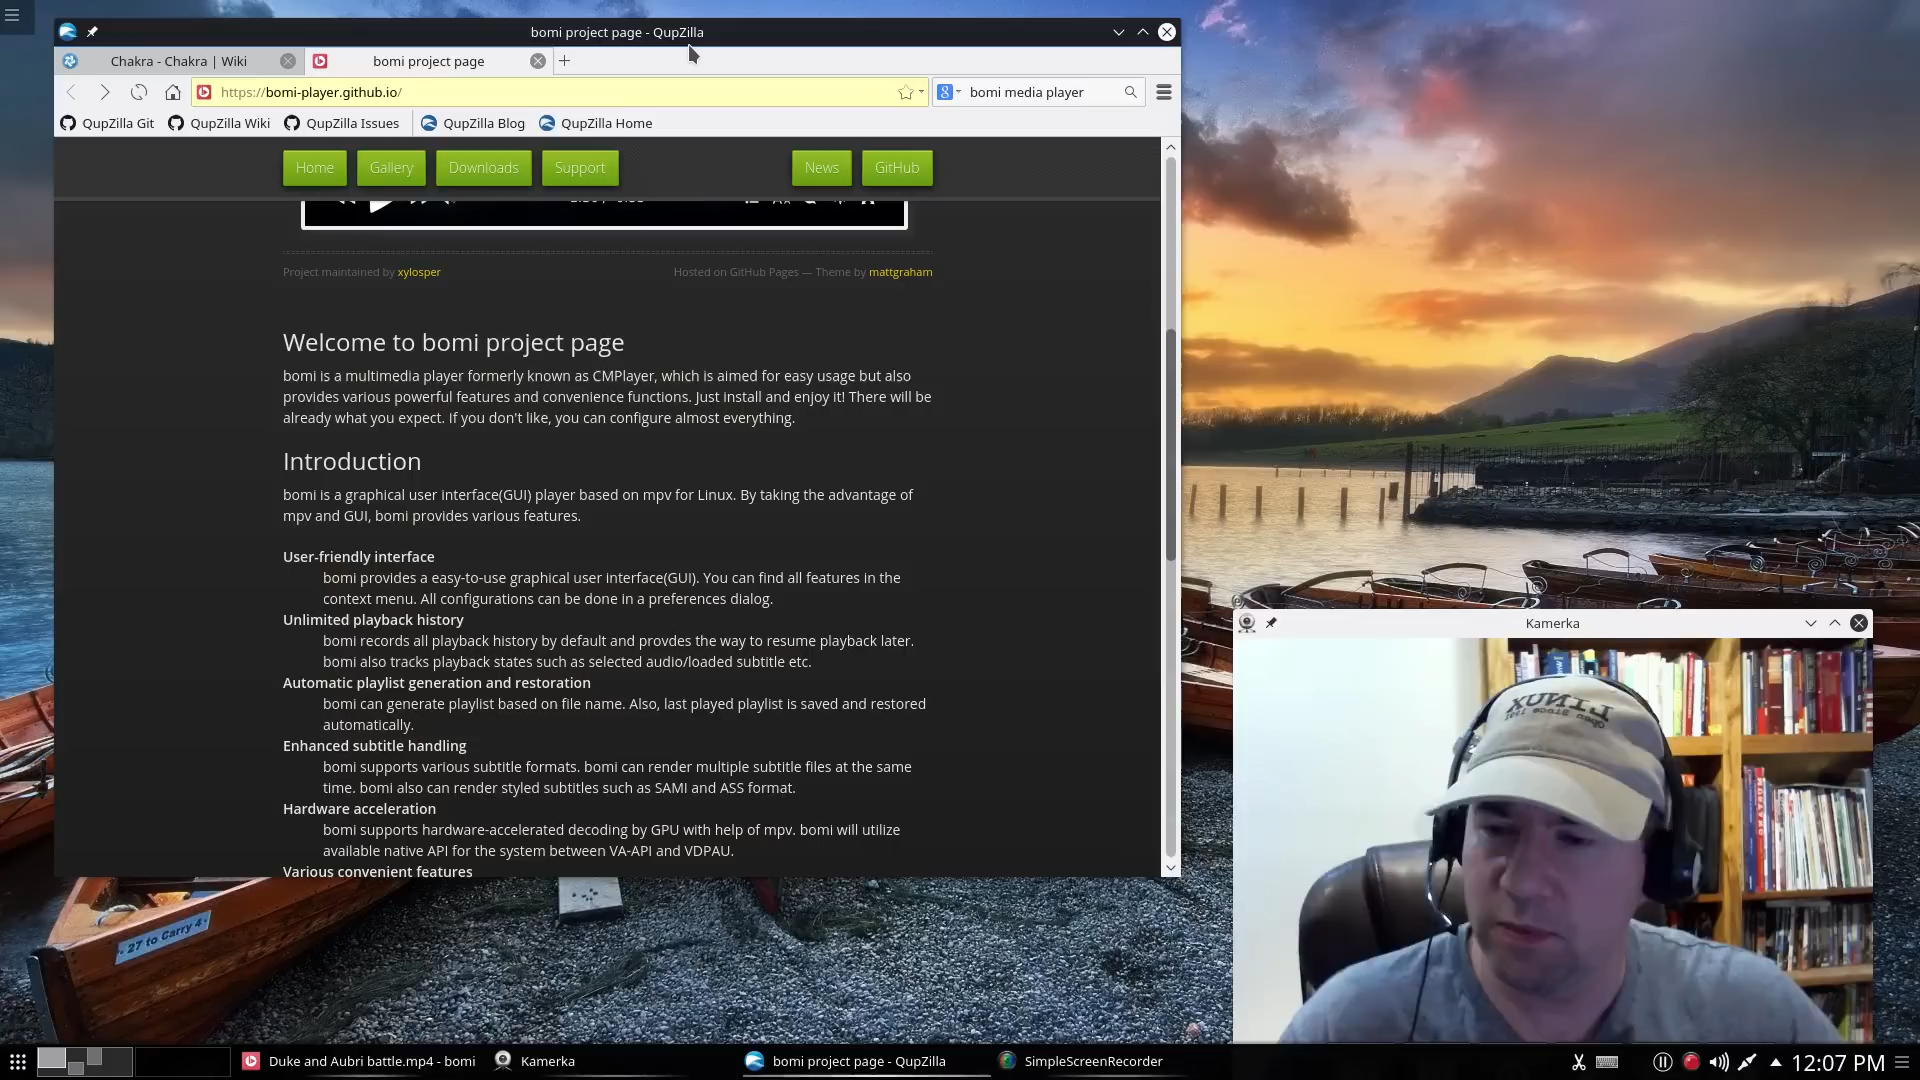 bomi project page - QupZilla
Chakra - Chakra | Wiki
bomi project page
https://bomi-player.github.io/
bomi media player
QupZilla Git
QupZilla Wiki
QupZilla Issues
QupZilla Blog
QupZilla Home
Home
Gallery
Downloads
Support
News
GitHub
Project maintained by xylosper
Hosted on GitHub Pages — Theme by mattgraham
Welcome to bomi project page
bomi is a multimedia player formerly known as CMPlayer, which is aimed for easy usage but also
provides various powerful features and convenience functions. Just install and enjoy it! There will be
already what you expect. If you don't like, you can configure almost everything.
Introduction
bomi is a graphical user interface(GUI) player based on mpv for Linux. By taking the advantage of
mpv and GUI, bomi provides various features.
User-friendly interface
bomi provides a easy-to-use graphical user interface(GUI). You can find all features in the
context menu. All configurations can be done in a preferences dialog.
Unlimited playback history
bomi records all playback history by default and provdes the way to resume playback later.
bomi also tracks playback states such as selected audio/loaded subtitle etc.
Automatic playlist generation and restoration
bomi can generate playlist based on file name. Also, last played playlist is saved and restored
automatically.
Enhanced subtitle handling
bomi supports various subtitle formats. bomi can render multiple subtitle files at the same
time. bomi also can render styled subtitles such as SAMI and ASS format.
Hardware acceleration
bomi supports hardware-accelerated decoding by GPU with help of mpv. bomi will utilize
available native API for the system between VA-API and VDPAU.
Various convenient features
Kamerka
LINUX
Open Since 1991
27 to Carry 4
Duke and Aubri battle.mp4 - bomi
Kamerka
bomi project page - QupZilla
SimpleScreenRecorder
12:07 PM